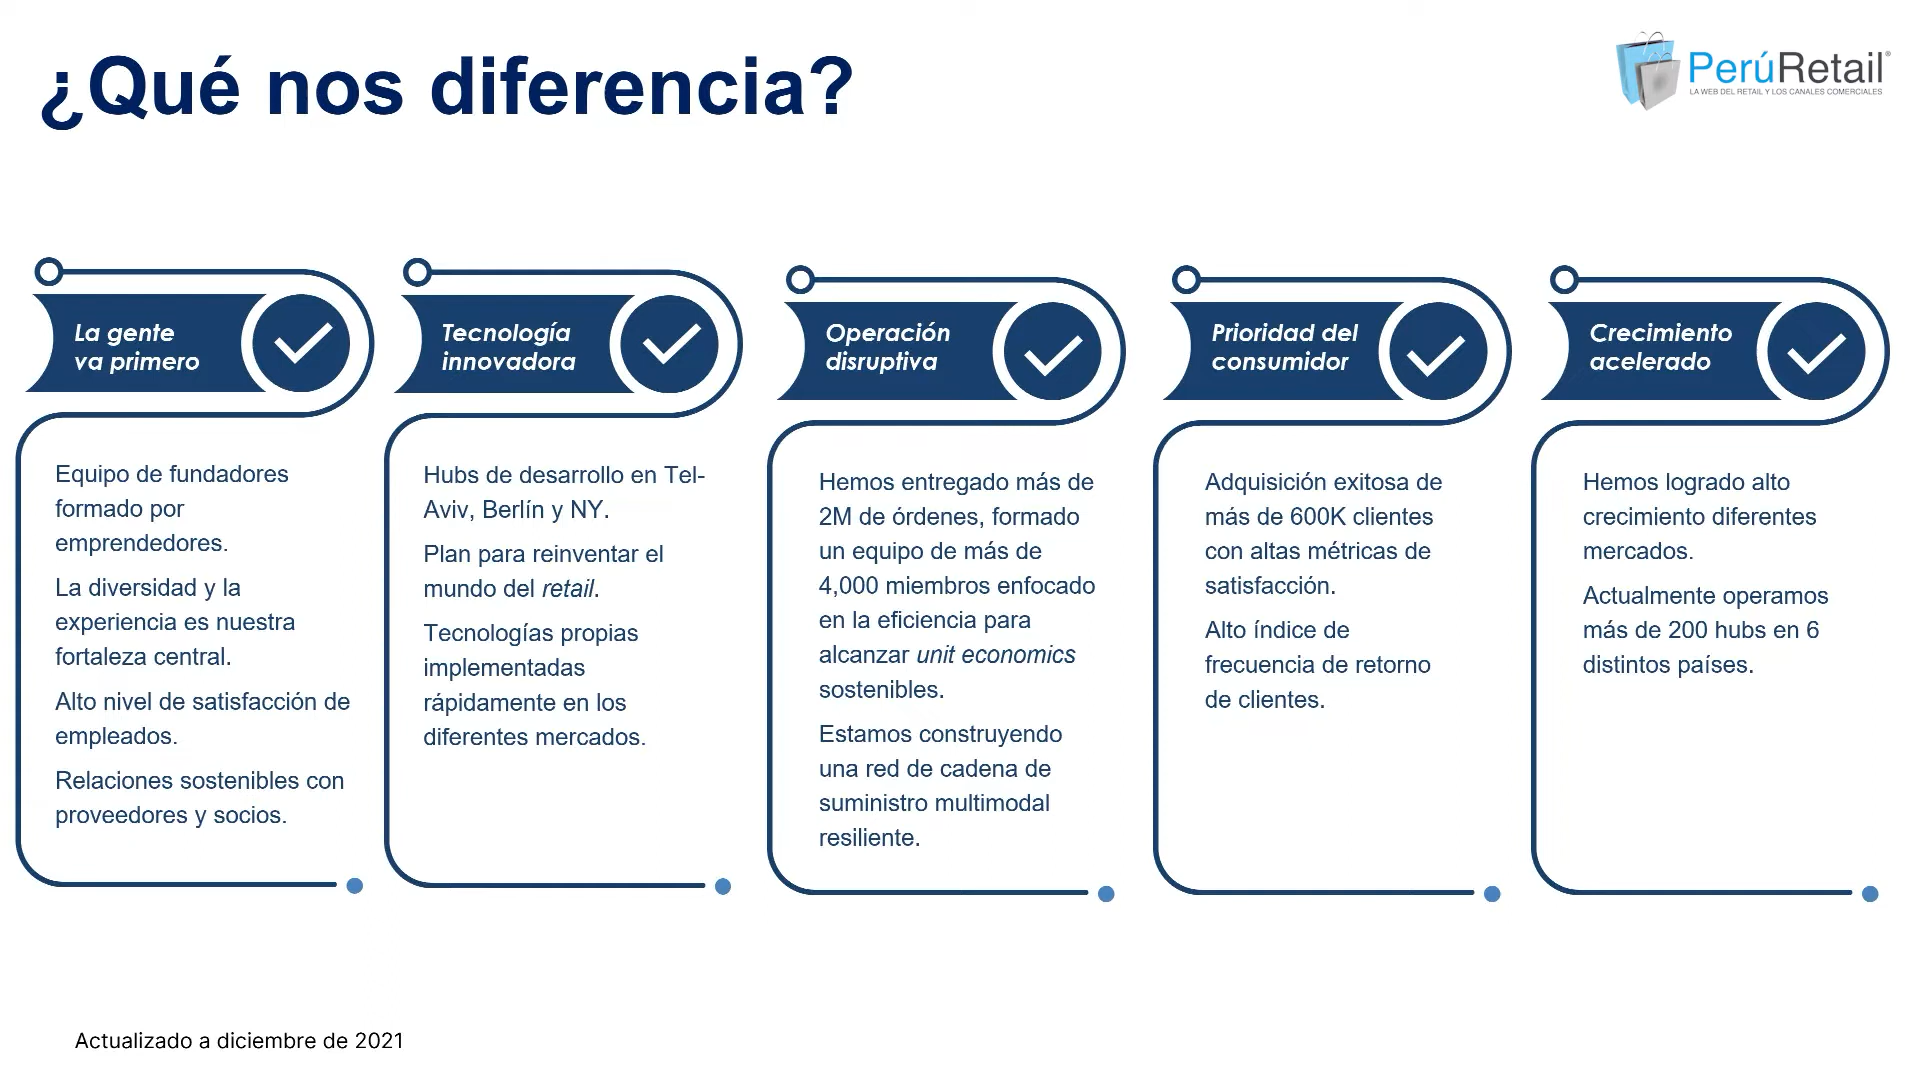 ¿Qué nos diferencia?
PerúRetail®
LA WEB DEL RETAIL Y LOS CANALES COMERCIALES
La gente
va primero
Equipo de fundadores
formado por
emprendedores.
La diversidad y la
experiencia es nuestra
fortaleza central.
Alto nivel de satisfacción de
empleados.
Relaciones sostenibles con
proveedores y socios.
Tecnología
innovadora
Hubs de desarrollo en Tel-
Aviv, Berlín y NY.
Plan para reinventar el
mundo del retail.
Tecnologías propias
implementadas
rápidamente en los
diferentes mercados.
Operación
disruptiva
Hemos entregado más de
2M de órdenes, formado
un equipo de más de
4,000 miembros enfocado
en la eficiencia para
alcanzar unit economics
sostenibles.
Estamos construyendo
una red de cadena de
suministro multimodal
resiliente.
Prioridad del
consumidor
Adquisición exitosa de
más de 600K clientes
con altas métricas de
satisfacción.
Alto índice de
frecuencia de retorno
de clientes.
Crecimiento
acelerado
Hemos logrado alto
crecimiento diferentes
mercados.
Actualmente operamos
más de 200 hubs en 6
distintos países.
Actualizado a diciembre de 2021